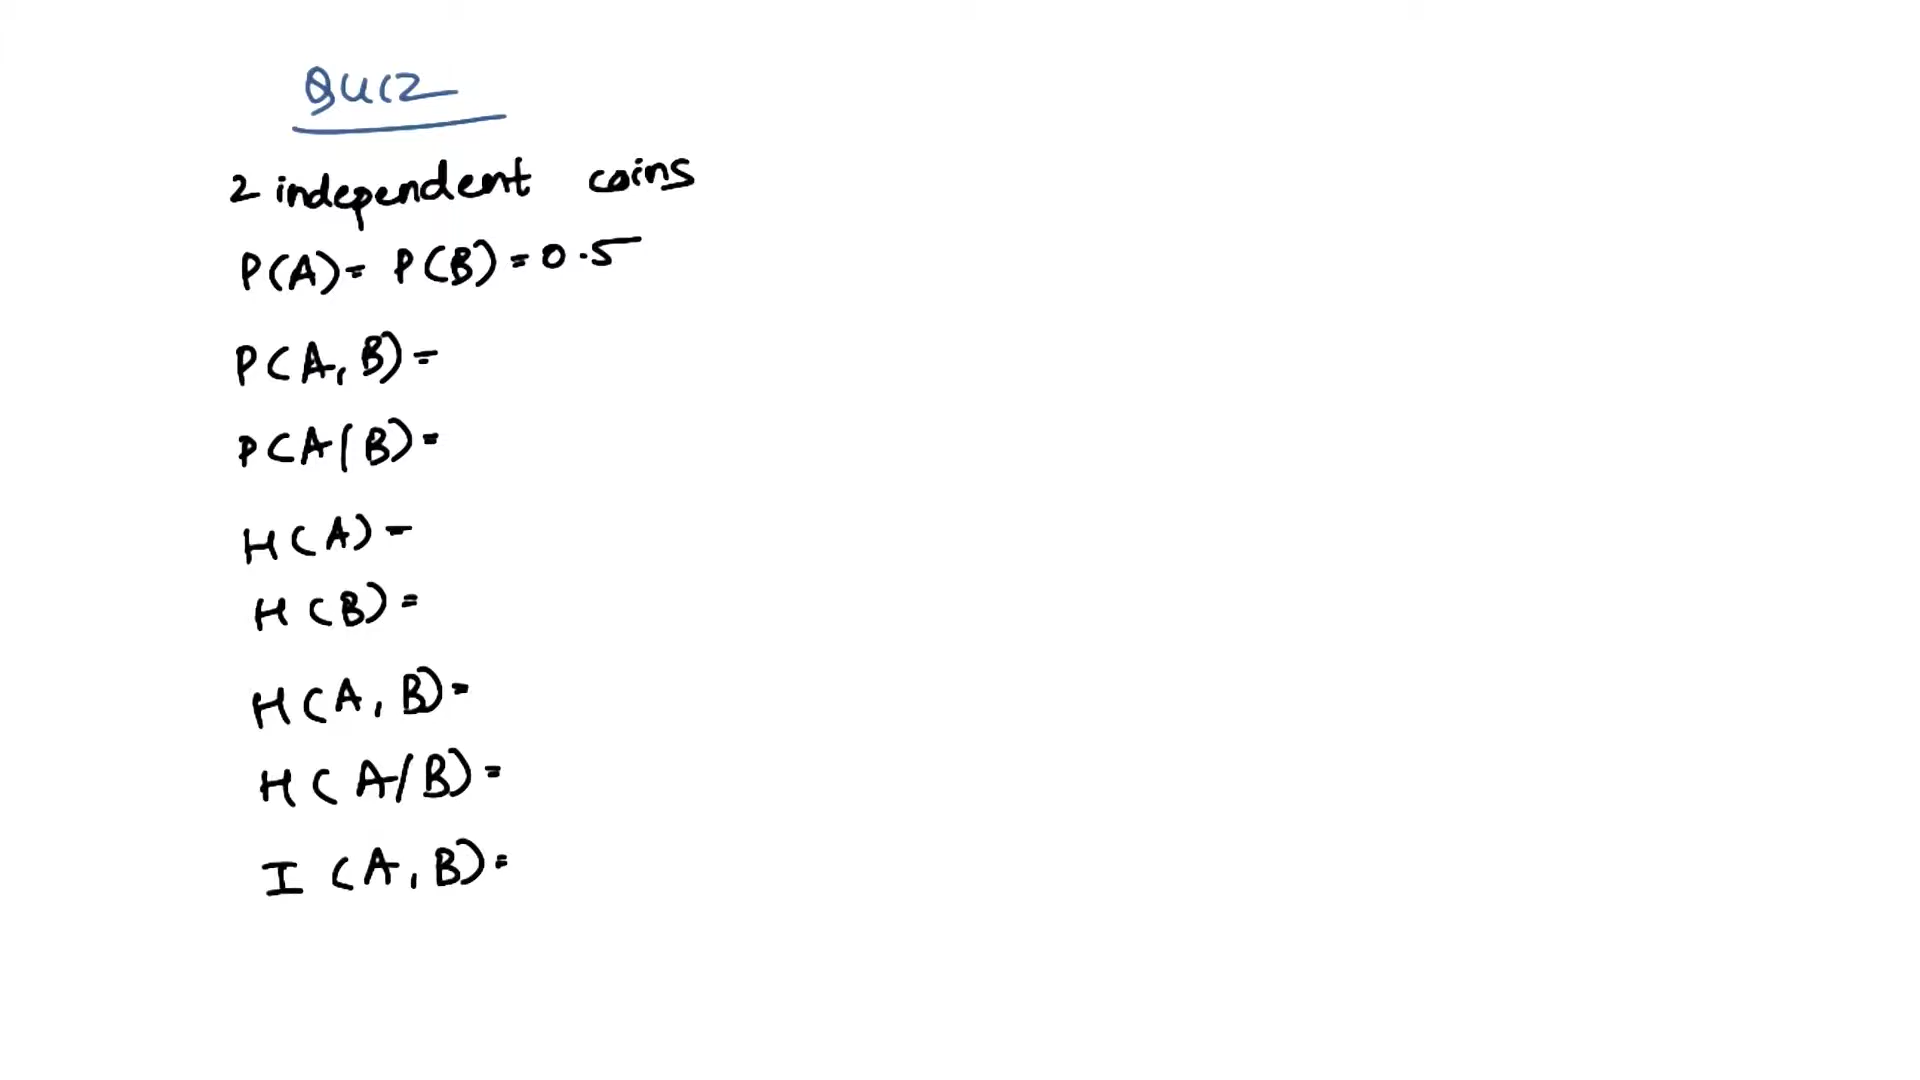 QUIZ
2 independent coins
P(A)= P(B)=0.5
P(A,B)=
P(A|B)=
H(A)=
H(B)=
H(A,B)=
H(A/B)=
I(A,B)=